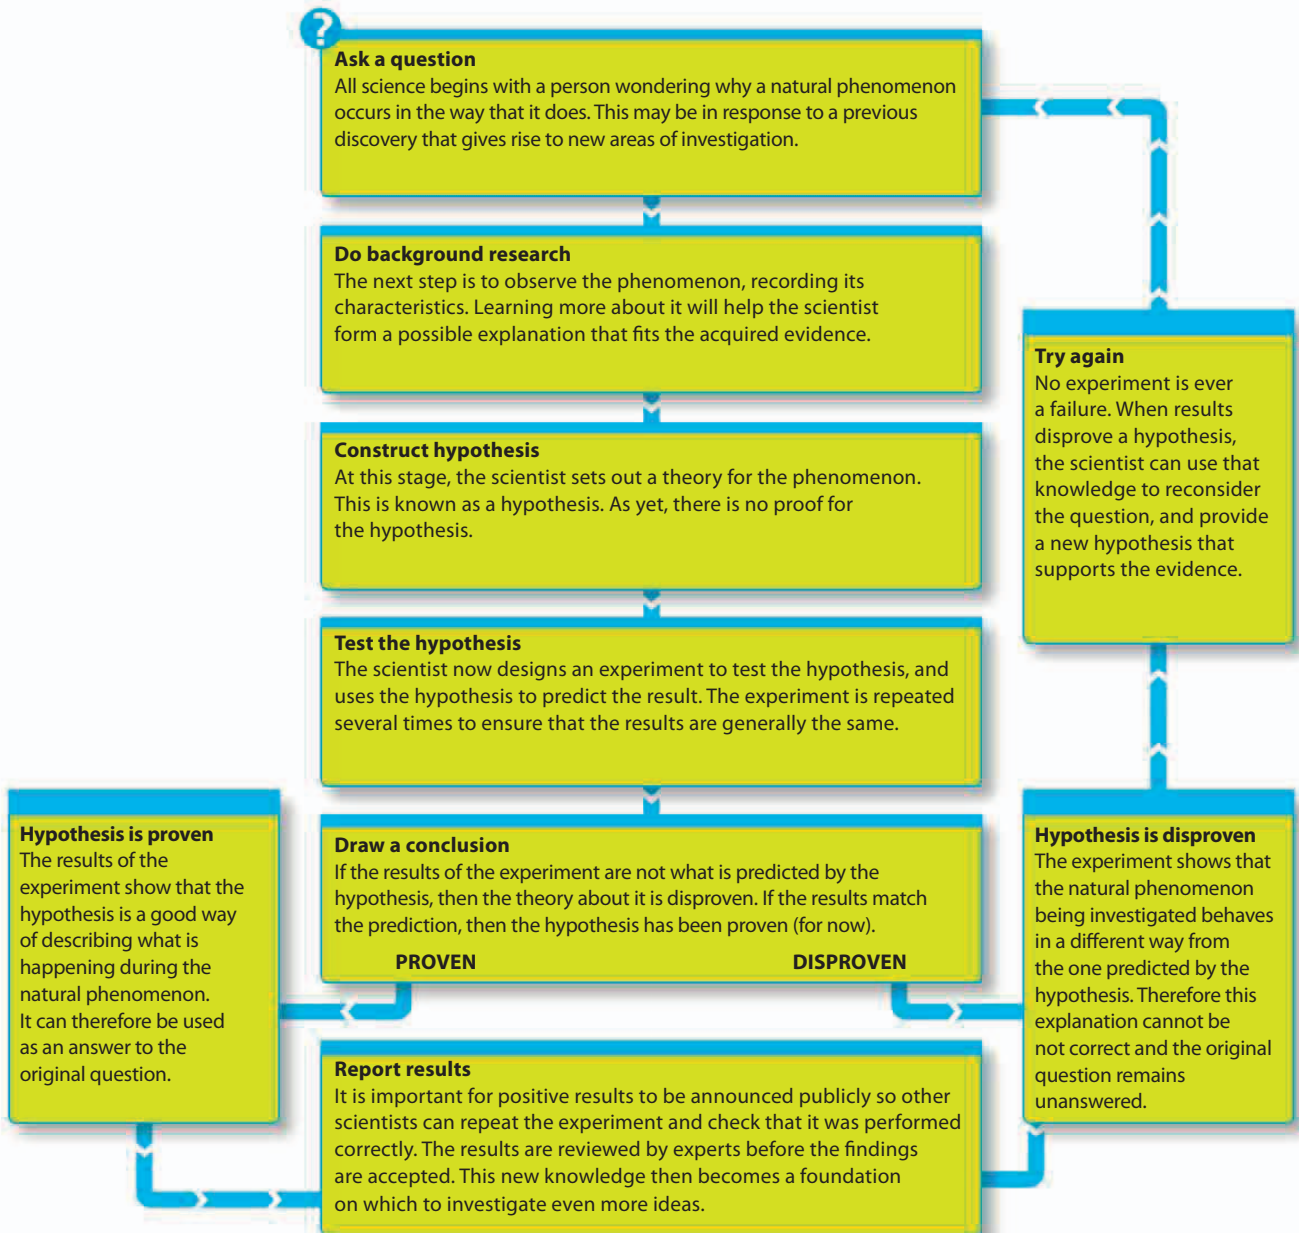 ?
Ask a question
All science begins with a person wondering why a natural phenomenon
occurs in the way that it does. This may be in response to a previous
discovery that gives rise to new areas of investigation.
Do background research
The next step is to observe the phenomenon, recording its
characteristics. Learning more about it will help the scientist
form a possible explanation that fits the acquired evidence.
Construct hypothesis
At this stage, the scientist sets out a theory for the phenomenon.
This is known as a hypothesis. As yet, there is no proof for
the hypothesis.
Test the hypothesis
The scientist now designs an experiment to test the hypothesis, and
uses the hypothesis to predict the result. The experiment is repeated
several times to ensure that the results are generally the same.
Draw a conclusion
If the results of the experiment are not what is predicted by the
hypothesis, then the theory about it is disproven. If the results match
the prediction, then the hypothesis has been proven (for now).
PROVEN
DISPROVEN
Hypothesis is proven
The results of the
experiment show that the
hypothesis is a good way
of describing what is
happening during the
natural phenomenon.
It can therefore be used
as an answer to the
original question.
Hypothesis is disproven
The experiment shows that
the natural phenomenon
being investigated behaves
in a different way from
the one predicted by the
hypothesis. Therefore this
explanation cannot be
not correct and the original
question remains
unanswered.
Try again
No experiment is ever
a failure. When results
disprove a hypothesis,
the scientist can use that
knowledge to reconsider
the question, and provide
a new hypothesis that
supports the evidence.
Report results
It is important for positive results to be announced publicly so other
scientists can repeat the experiment and check that it was performed
correctly. The results are reviewed by experts before the findings
are accepted. This new knowledge then becomes a foundation
on which to investigate even more ideas.